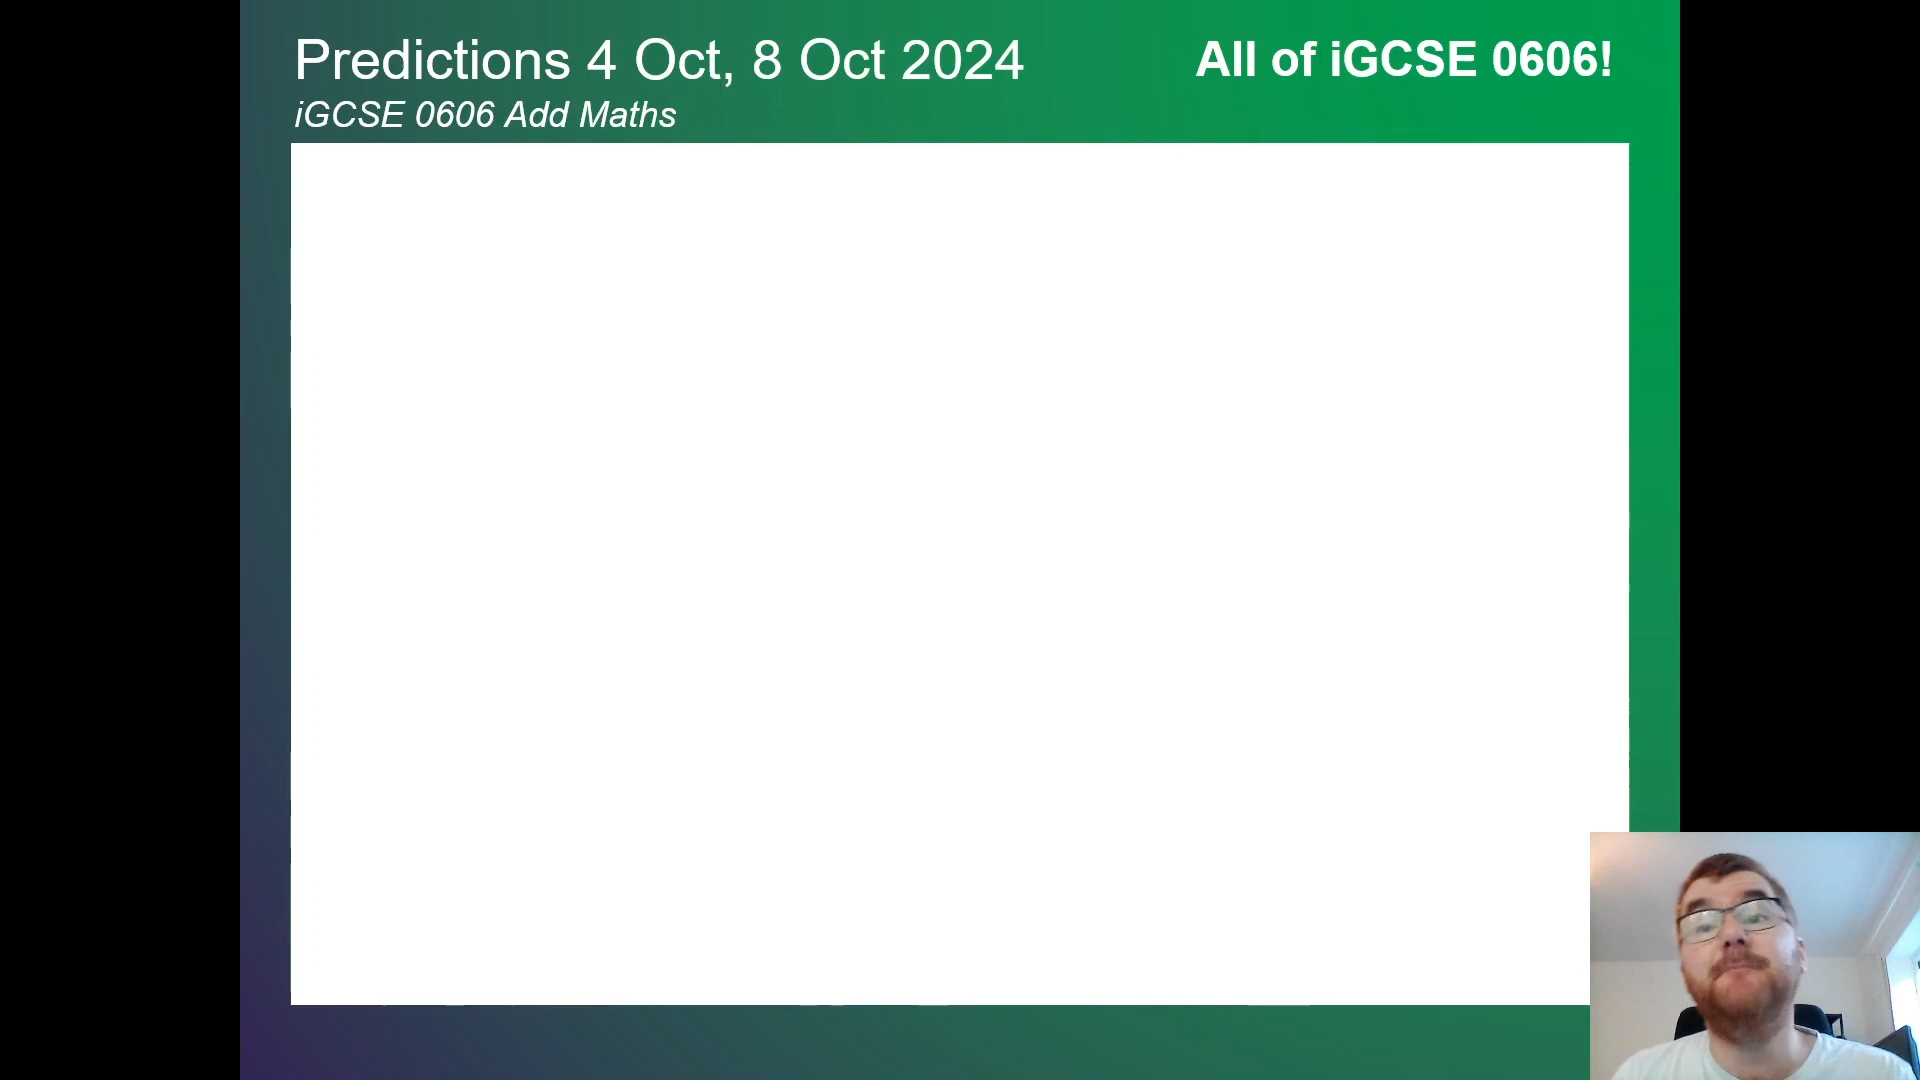 Predictions 4 Oct, 8 Oct 2024
All of iGCSE 0606!
iGCSE 0606 Add Maths